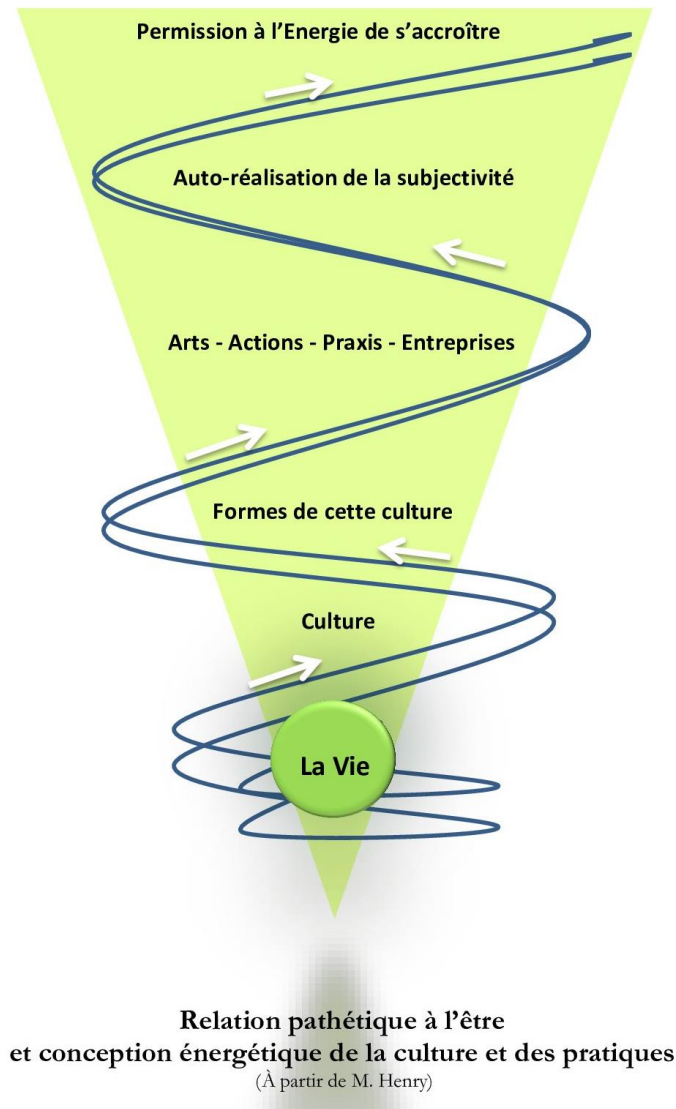 Permission à l’Energie de s’accroître
Auto-réalisation de la subjectivité
Arts - Actions - Praxis - Entreprises
Formes de cette culture
Culture
La Vie
Relation pathétique à l’être
et conception énergétique de la culture et des pratiques
(À partir de M. Henry)